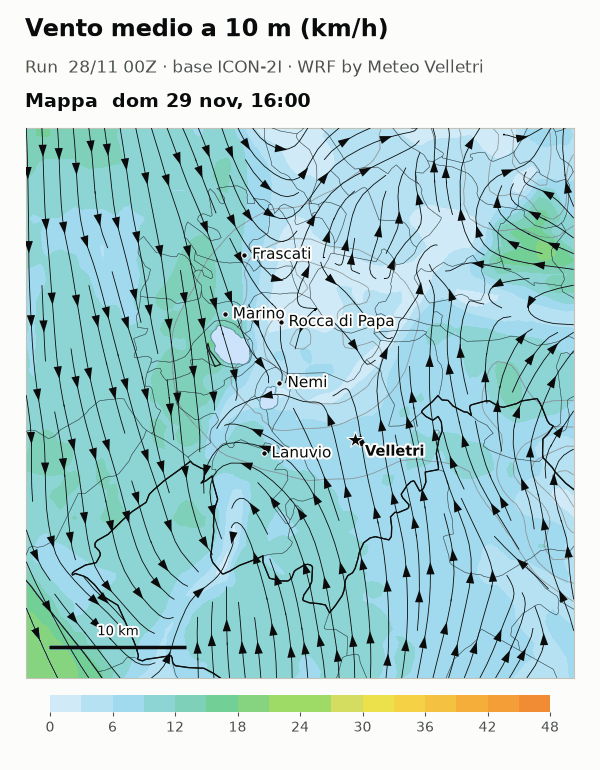 Vento medio a 10 m (km/h)
Run 28/11 00Z · base ICON-2I · WRF by Meteo Velletri
Mappa dom 29 nov, 16:00
Frascati
Marino
Rocca di Papa
Nemi
Velletri
Lanuvio
10 km
0 6 12 18 24 30 36 42 48